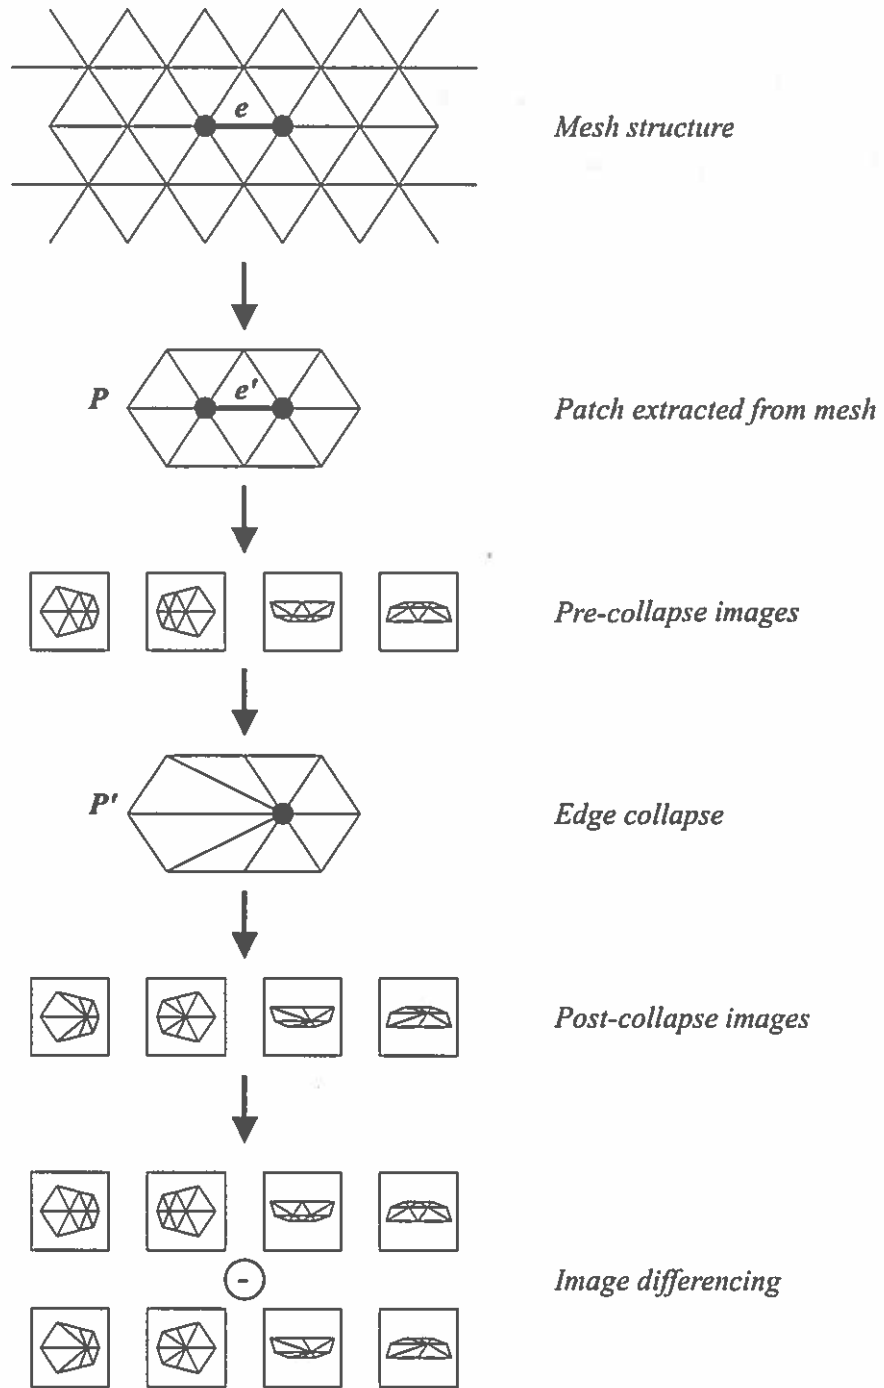 e
Mesh structure
P
e'
Patch extracted from mesh
Pre-collapse images
P'
Edge collapse
Post-collapse images
-
Image differencing